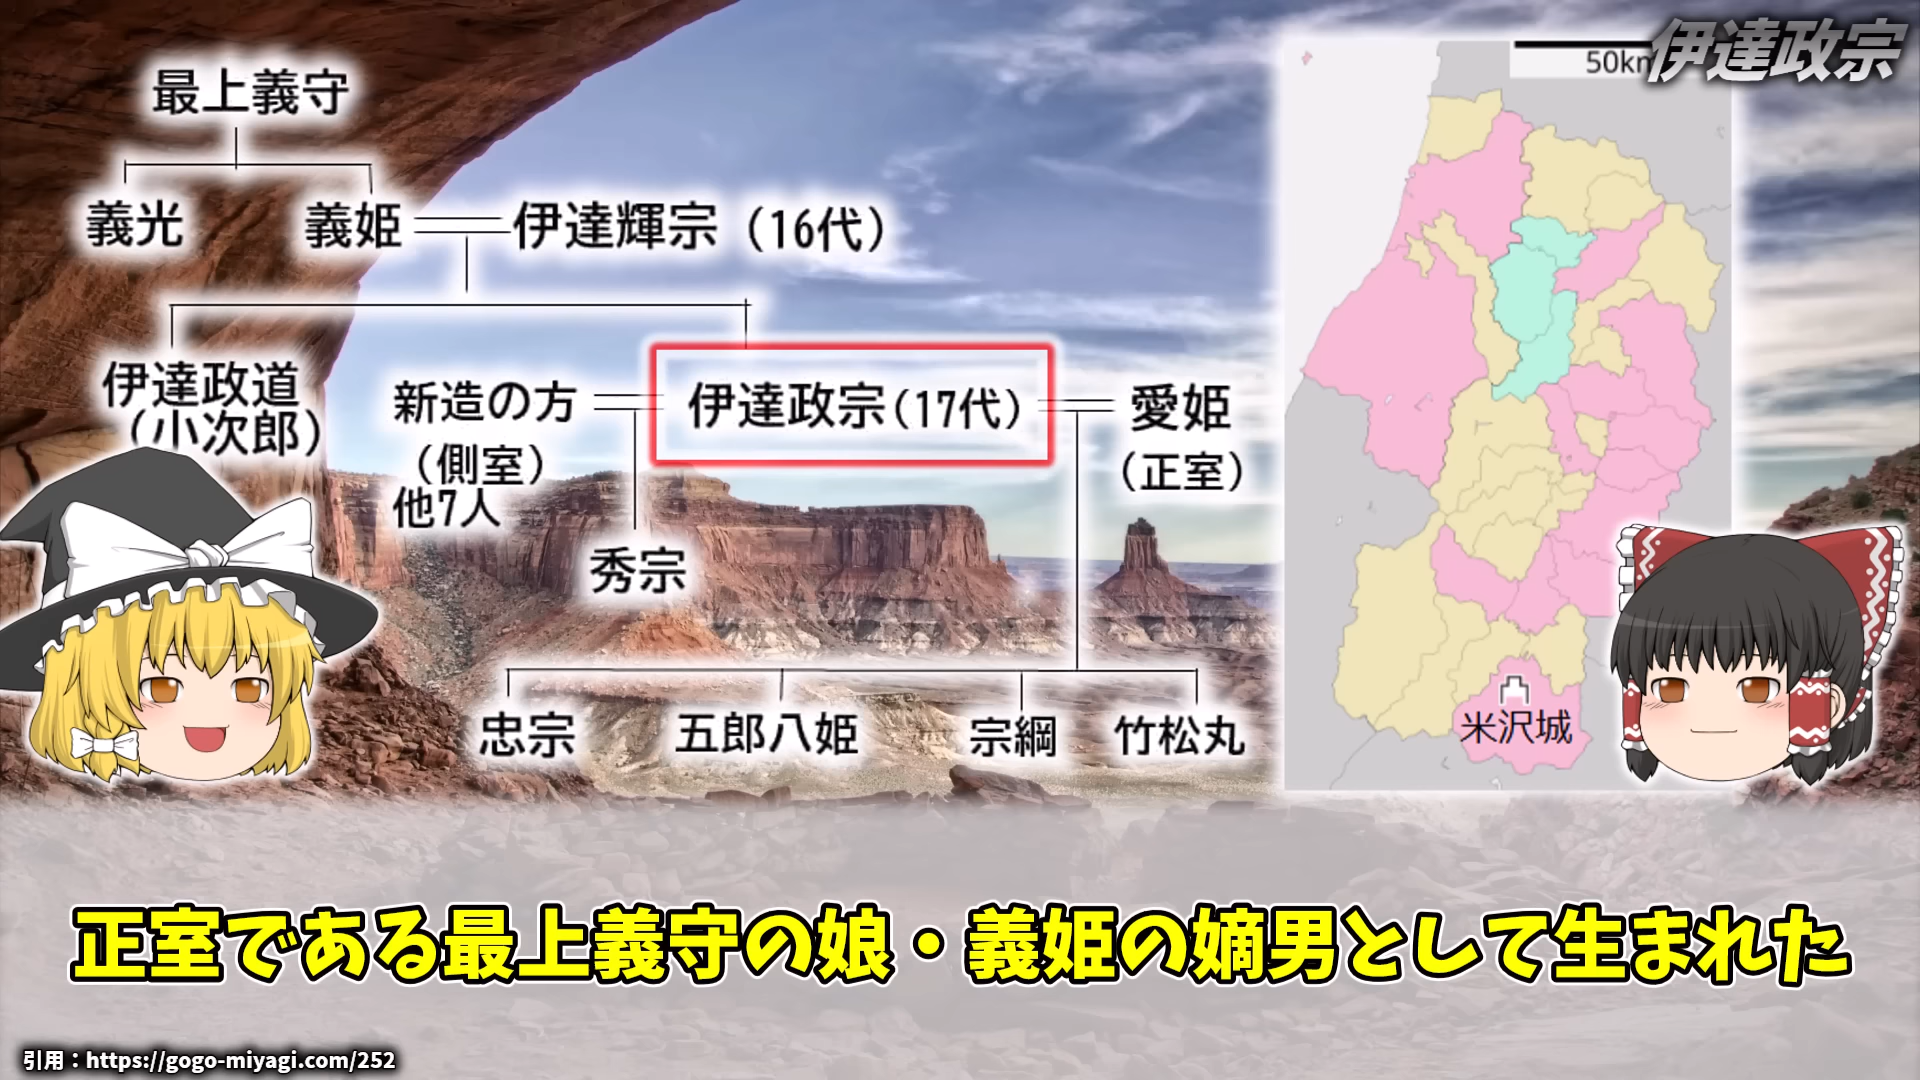 伊達政宗
50km
最上義守
義光
義姫
伊達輝宗（16代）
伊達政道
（小次郎）
新造の方
（側室）
他7人
伊達政宗（17代）
愛姫
（正室）
秀宗
忠宗
五郎八姫
宗綱
竹松丸
米沢城
正室である最上義守の娘・義姫の嫡男として生まれた
引用：https://gogo-miyagi.com/252